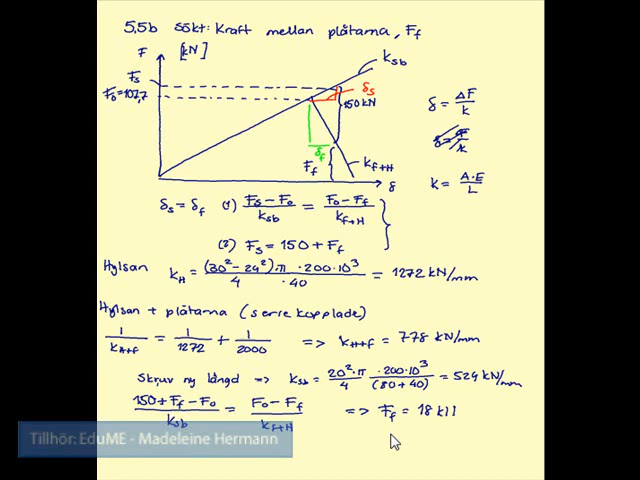 5.5b Sökt: Kraft mellan plåtarna, Ff
F [kN]
ksb
Fs
δs
F0=107,7
150 kN
δ = ΔF/k
δf
Ff
kf+H
k = A·E/L
δ
δs = δf (1) (Fs − F0)/ksb = (F0 − Ff)/kf+H
(2) Fs = 150 + Ff
Hylsan
kH = (30² − 24²)·π/4 · 200·10³/40 = 1272 kN/mm
Hylsan + plåtarna (seriekopplade)
1/kH+f = 1/1272 + 1/2000 => kH+f = 778 kN/mm
Skruv ny längd => ksb = 20²·π/4 · 200·10³/(80+40) = 524 kN/mm
(150 + Ff − F0)/ksb = (F0 − Ff)/kf+H => Ff = 18 kN
Tillhör: EduME - Madeleine Hermann